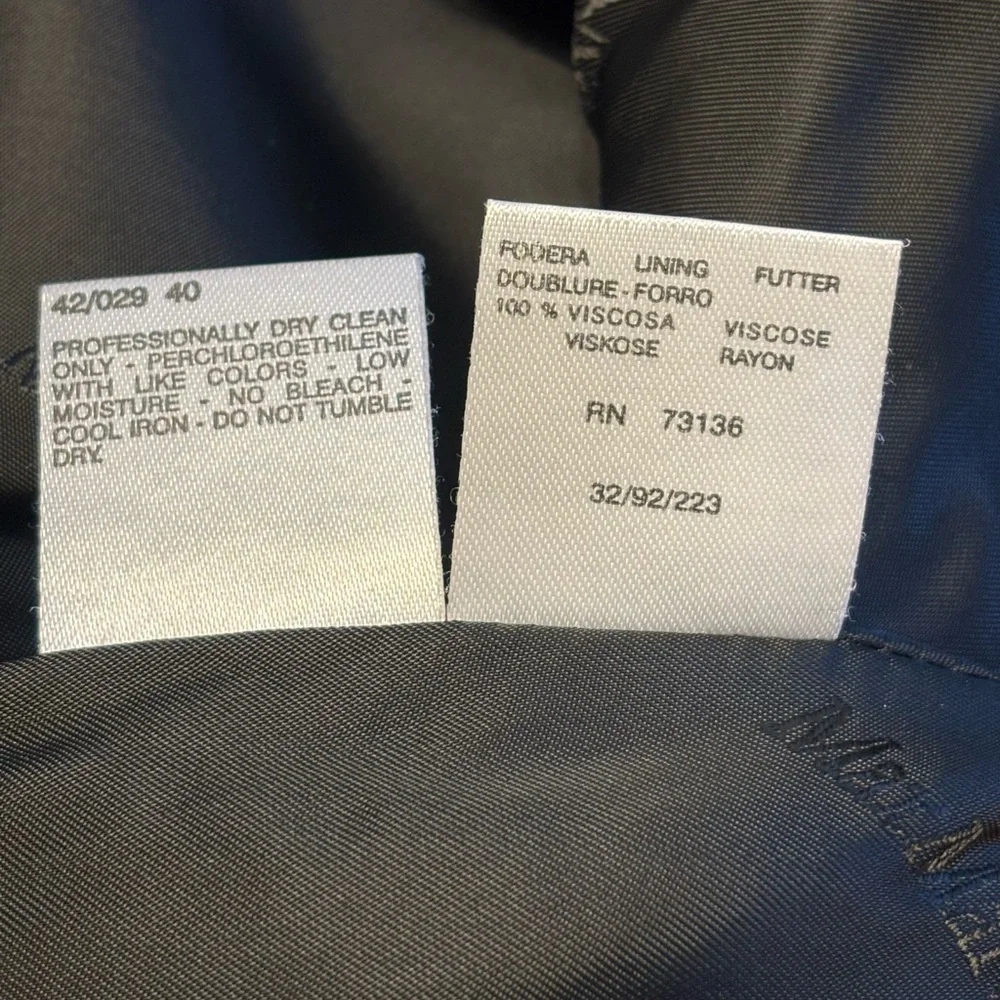 42/029 40
PROFESSIONALLY DRY CLEAN
ONLY - PERCHLOROETHILENE
WITH LIKE COLORS - LOW
MOISTURE - NO BLEACH -
COOL IRON - DO NOT TUMBLE
DRY.
FODERA LINING FUTTER
DOUBLURE - FORRO
100 % VISCOSA VISCOSE
VISKOSE RAYON
RN 73136
32/92/223